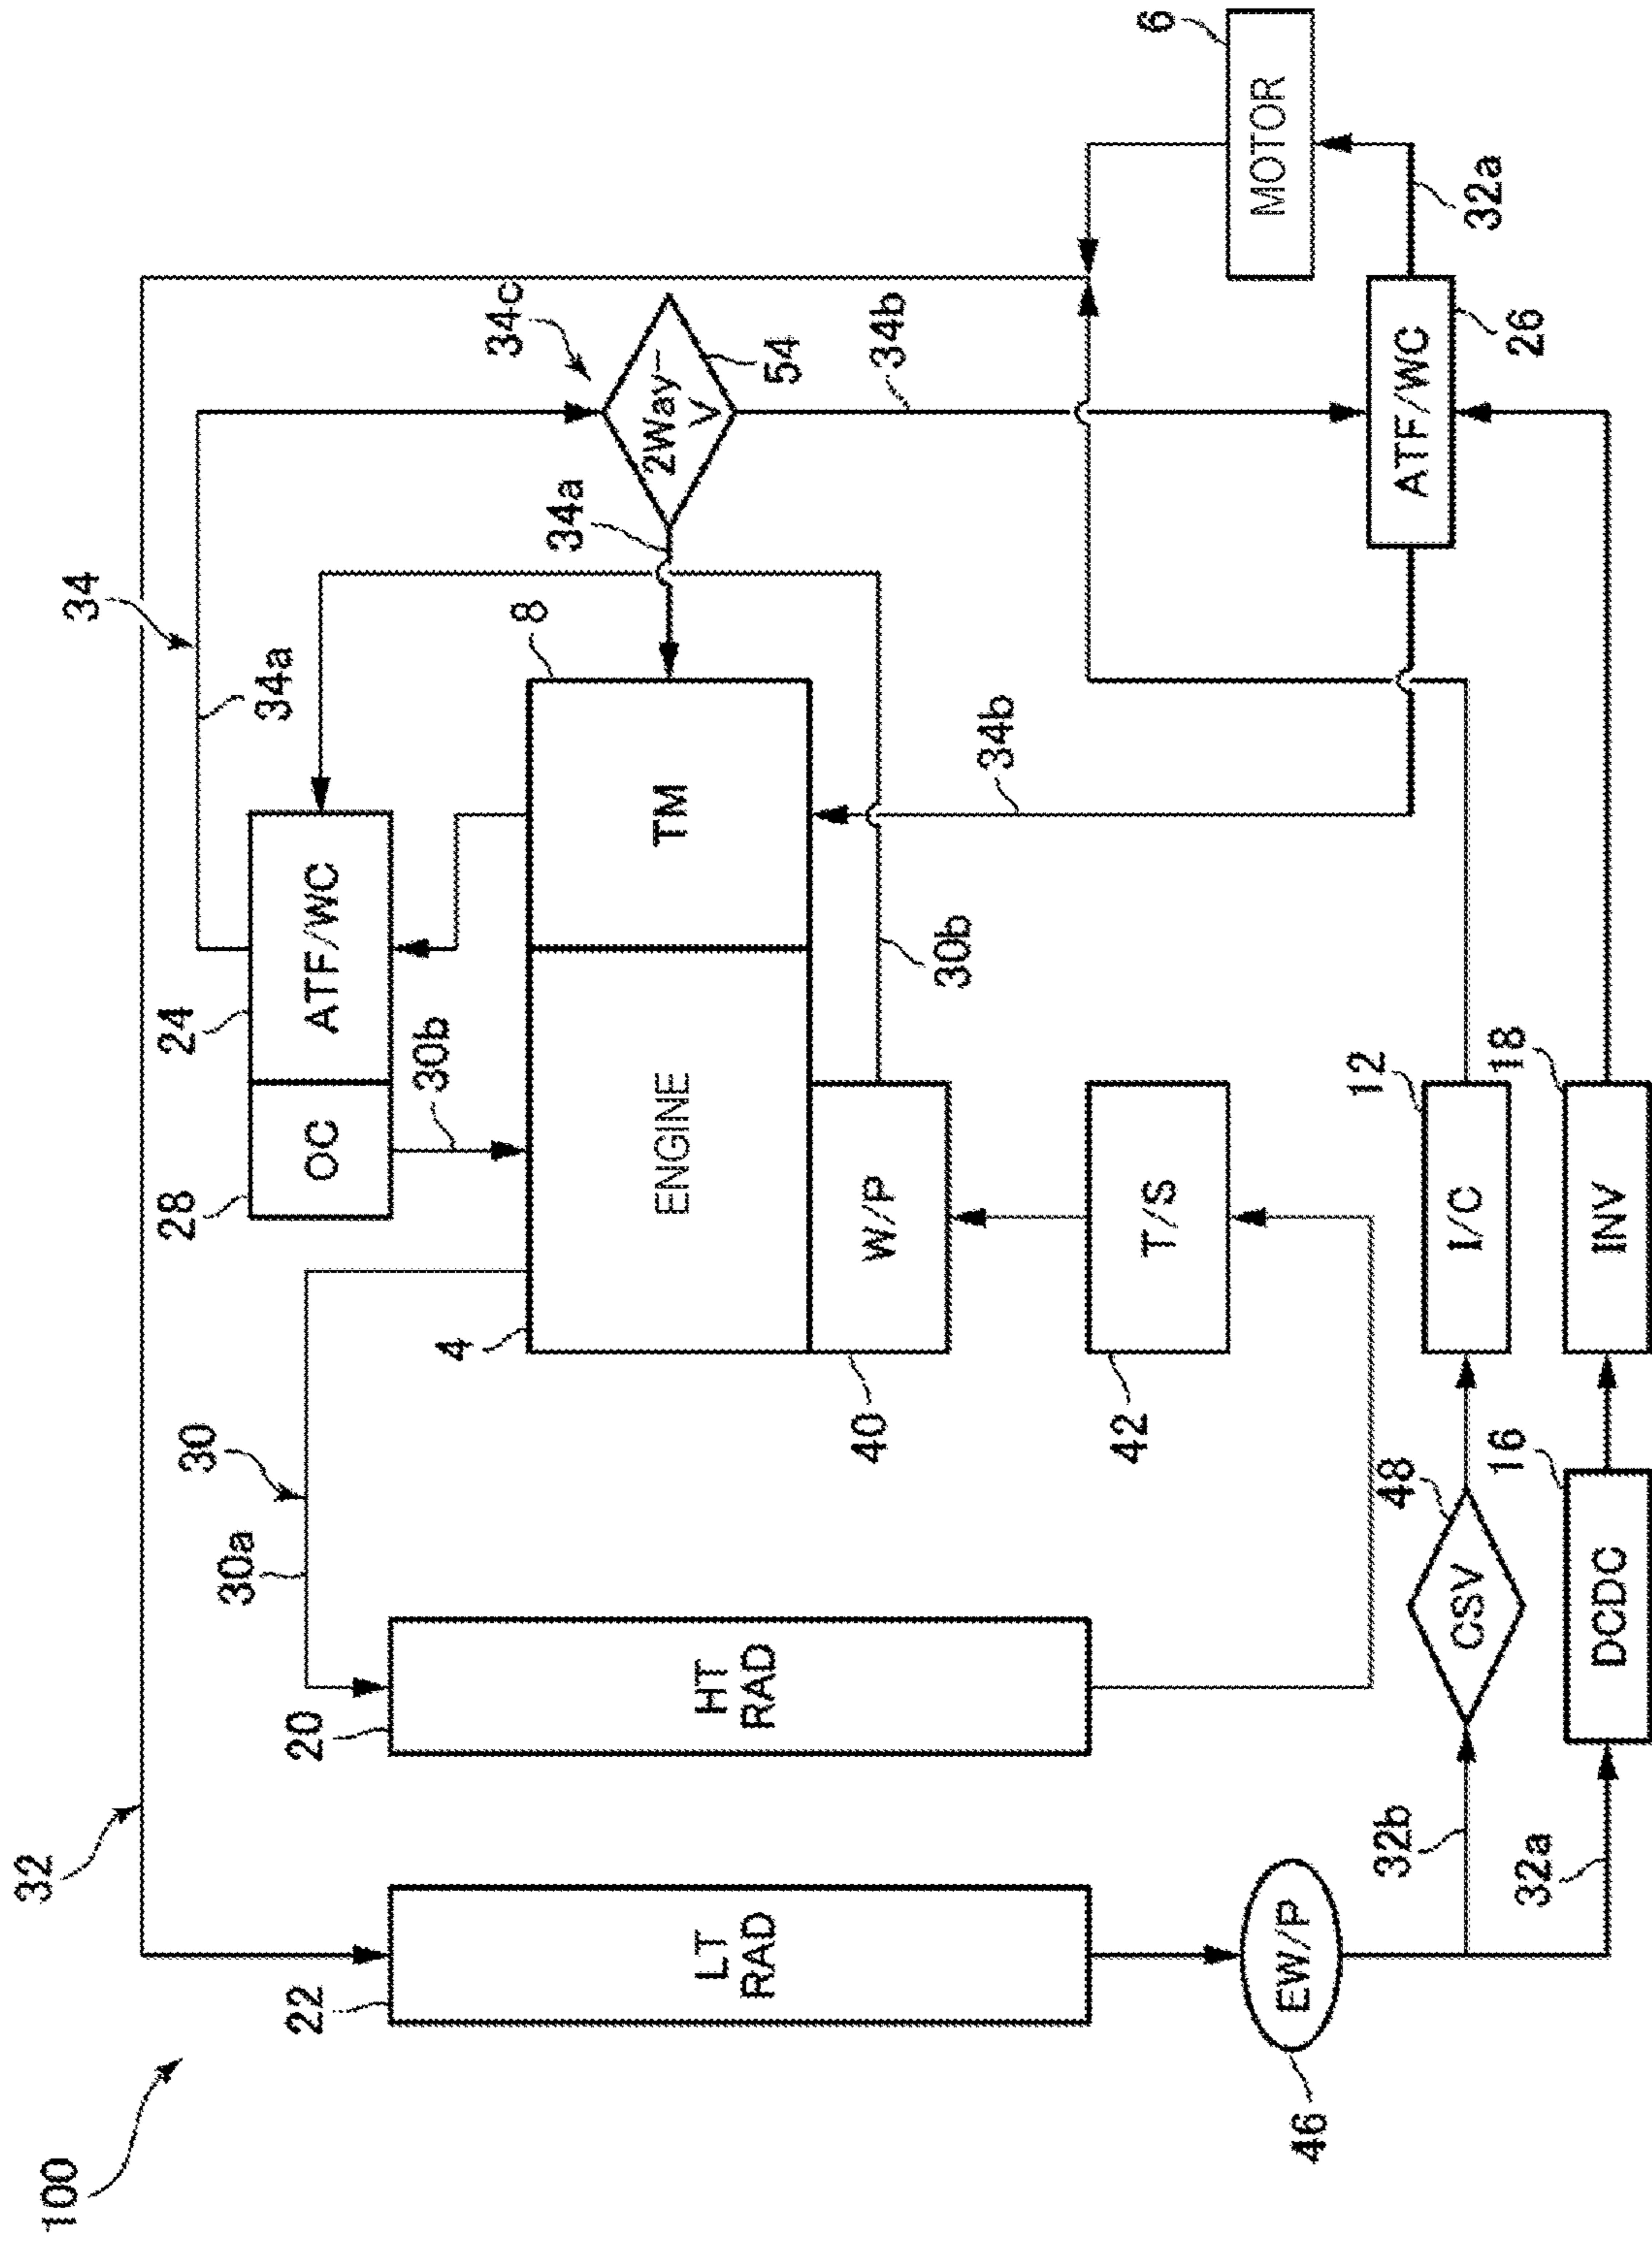 100
32
22
LT
RAD
46
EW/P
32b
32a
30
30a
20
HT
RAD
48
CSV
16
DCDC
28
OC
24
ATF/WC
30b
4
ENGINE
8
TM
40
W/P
42
T/S
30b
12
I/C
18
INV
34
34a
34a
34b
34c
2Way-
V
54
34b
26
ATF/WC
32a
6
MOTOR